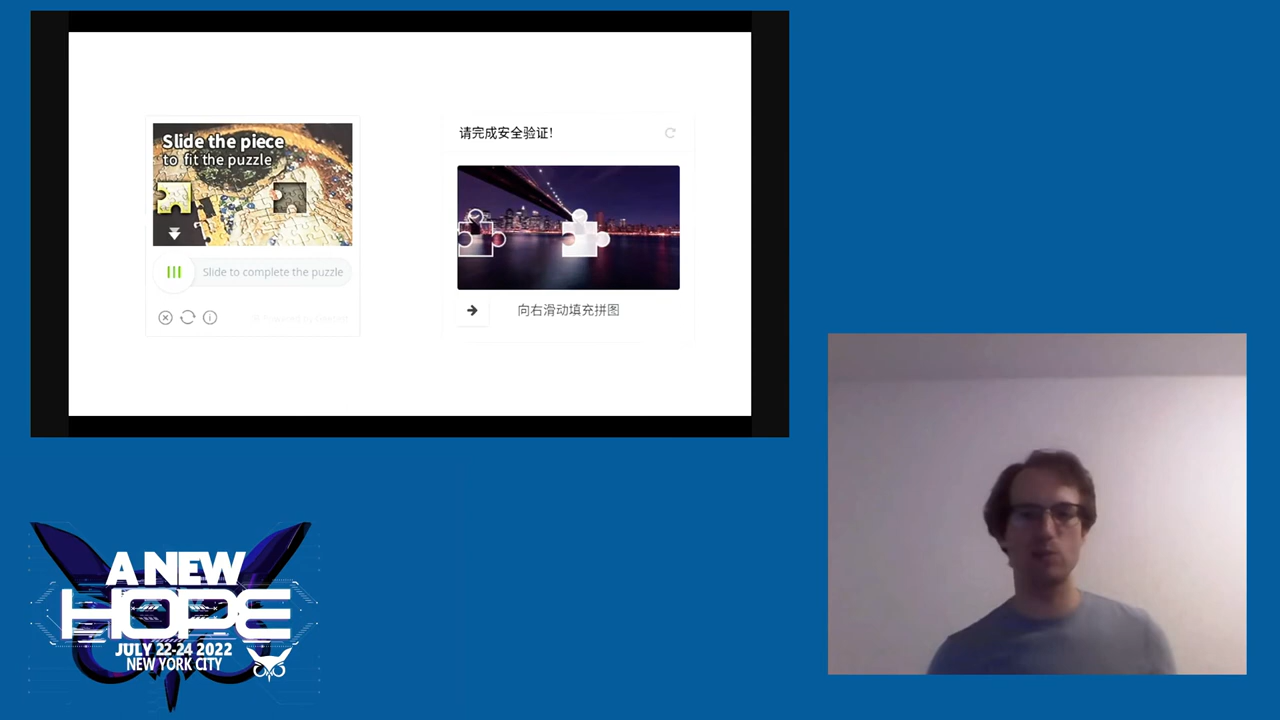 Slide the piece
to fit the puzzle
Slide to complete the puzzle
请完成安全验证!
向右滑动填充拼图
A NEW
HOPE
JULY 22-24 2022
NEW YORK CITY